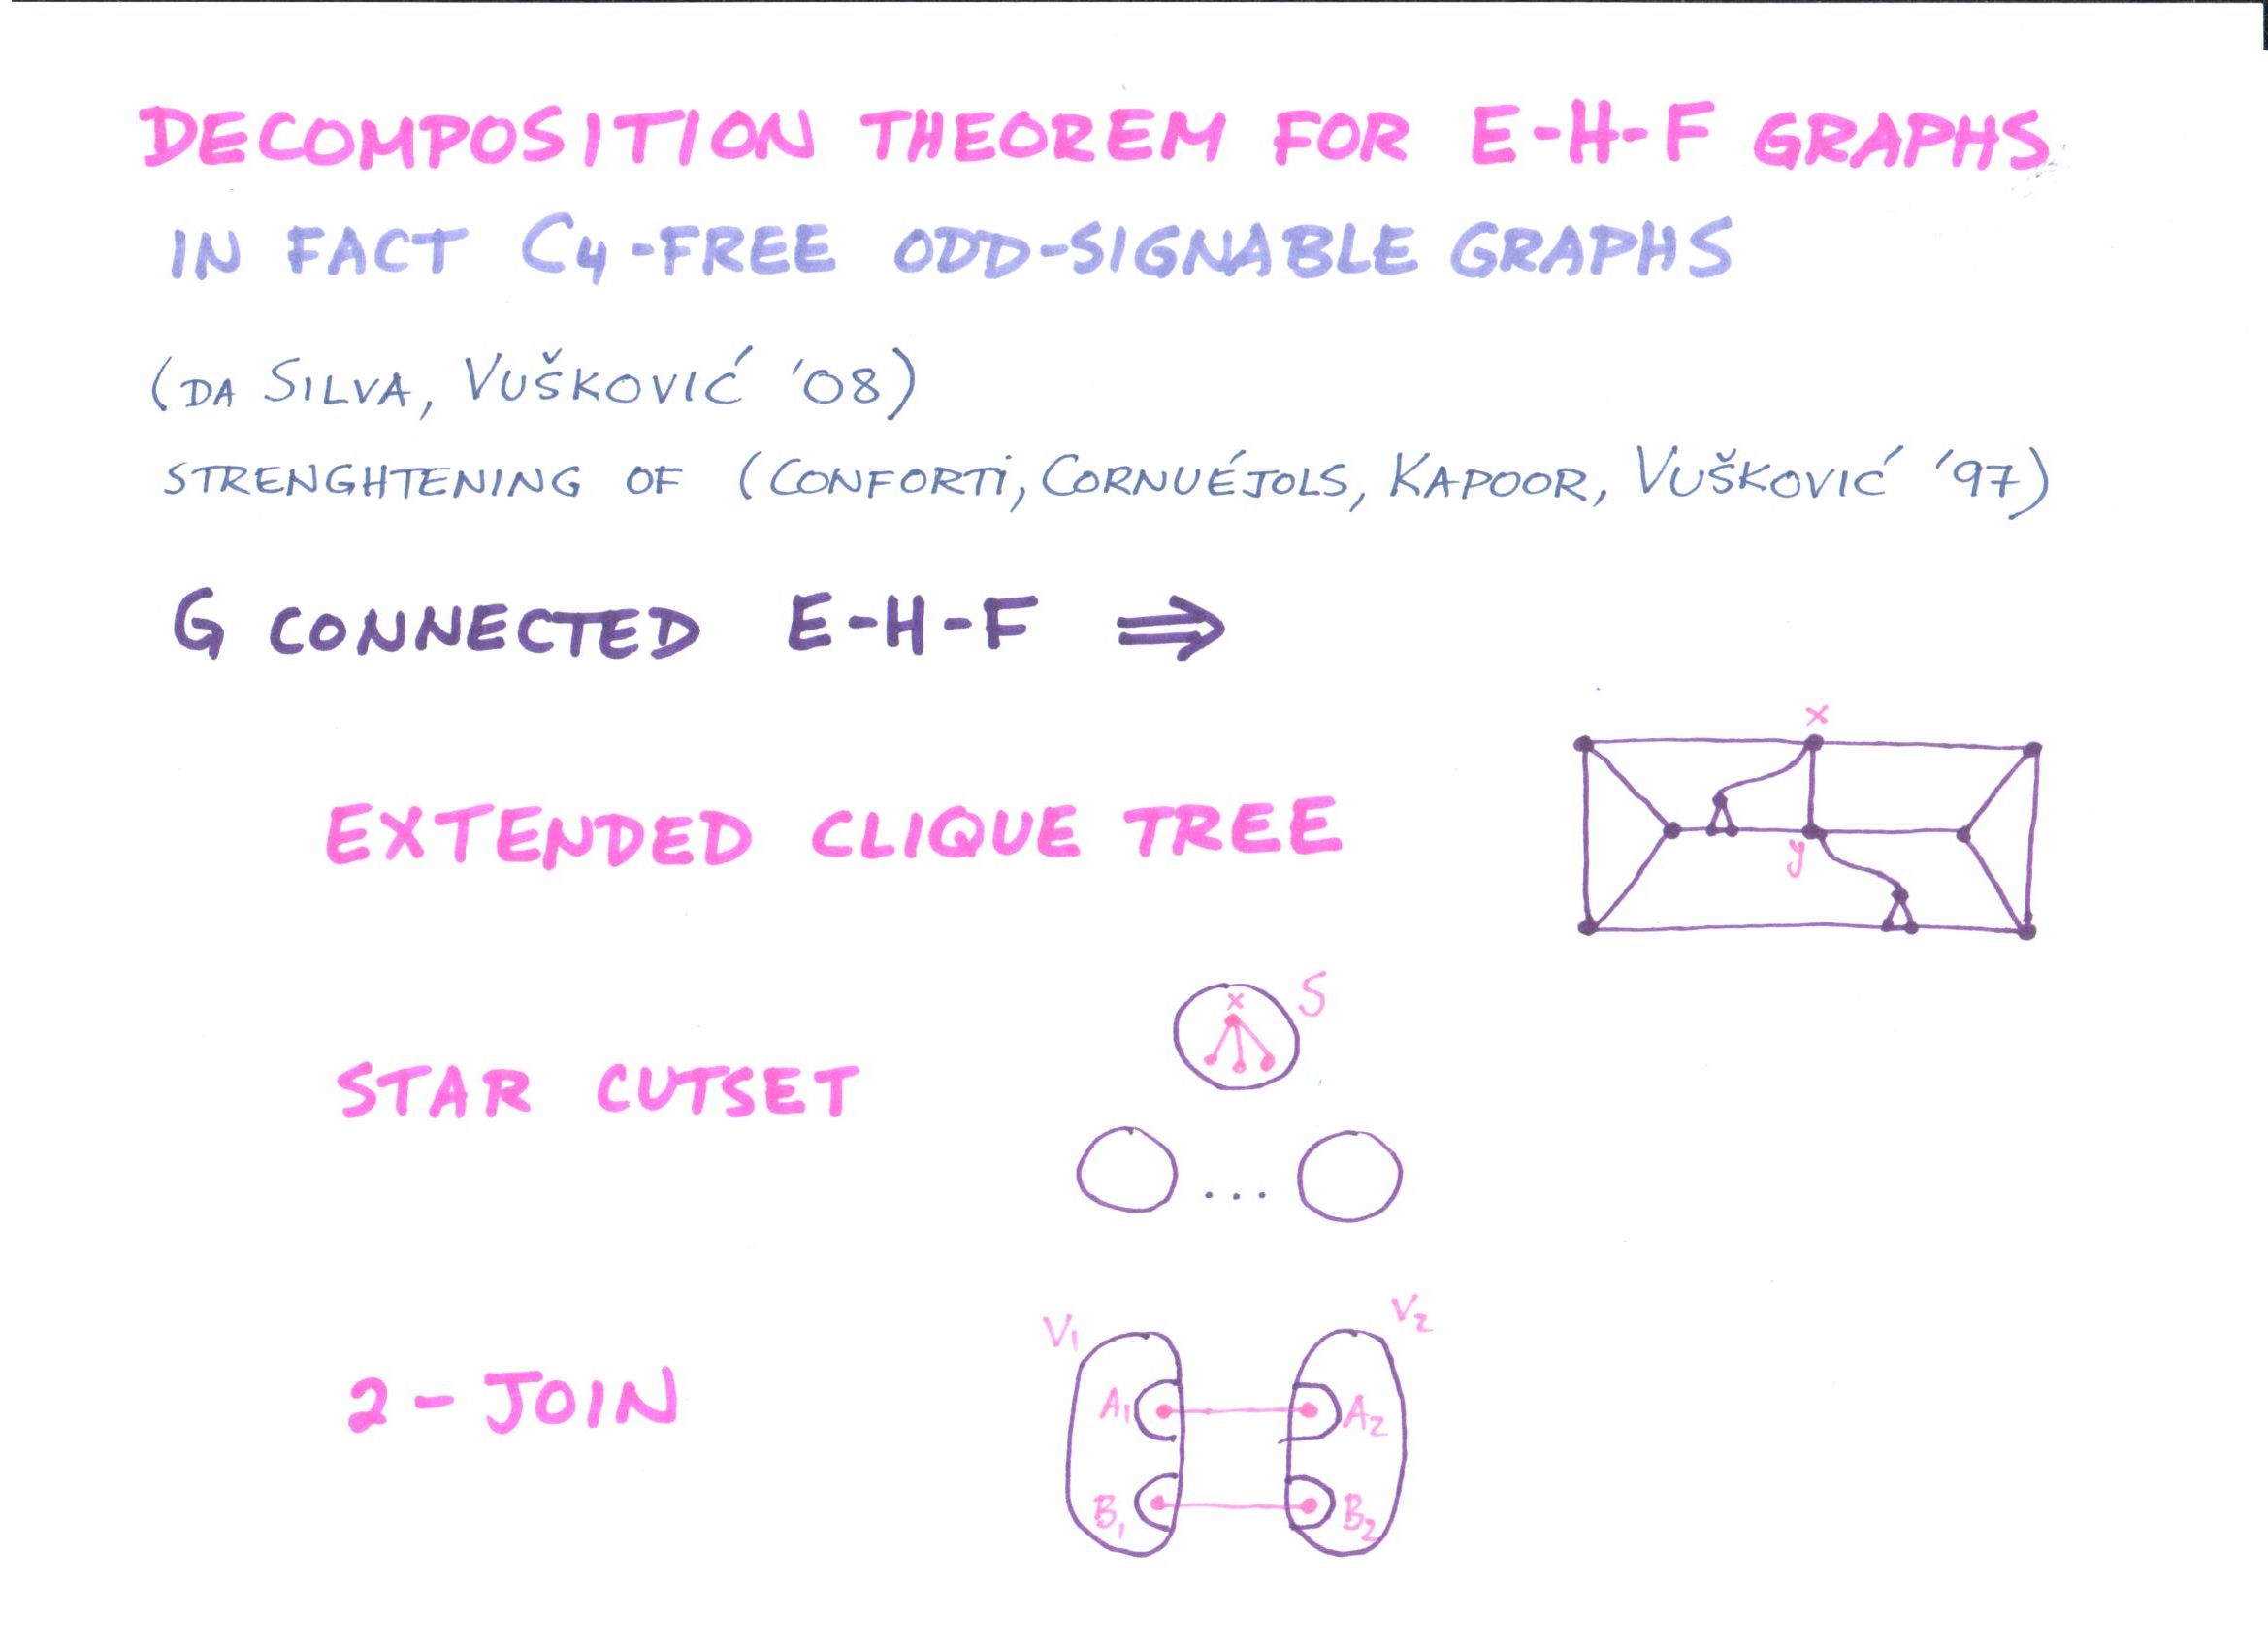 DECOMPOSITION THEOREM FOR E-H-F GRAPHS
IN FACT C4-FREE ODD-SIGNABLE GRAPHS
(DA SILVA, VUŠKOVIĆ '08)
STRENGHTENING OF (CONFORTI, CORNUÉJOLS, KAPOOR, VUŠKOVIĆ '97)
G CONNECTED E-H-F ⇒
x
EXTENDED CLIQUE TREE
y
x S
STAR CUTSET
...
V1 V2
2-JOIN
A1 A2
B1 B2